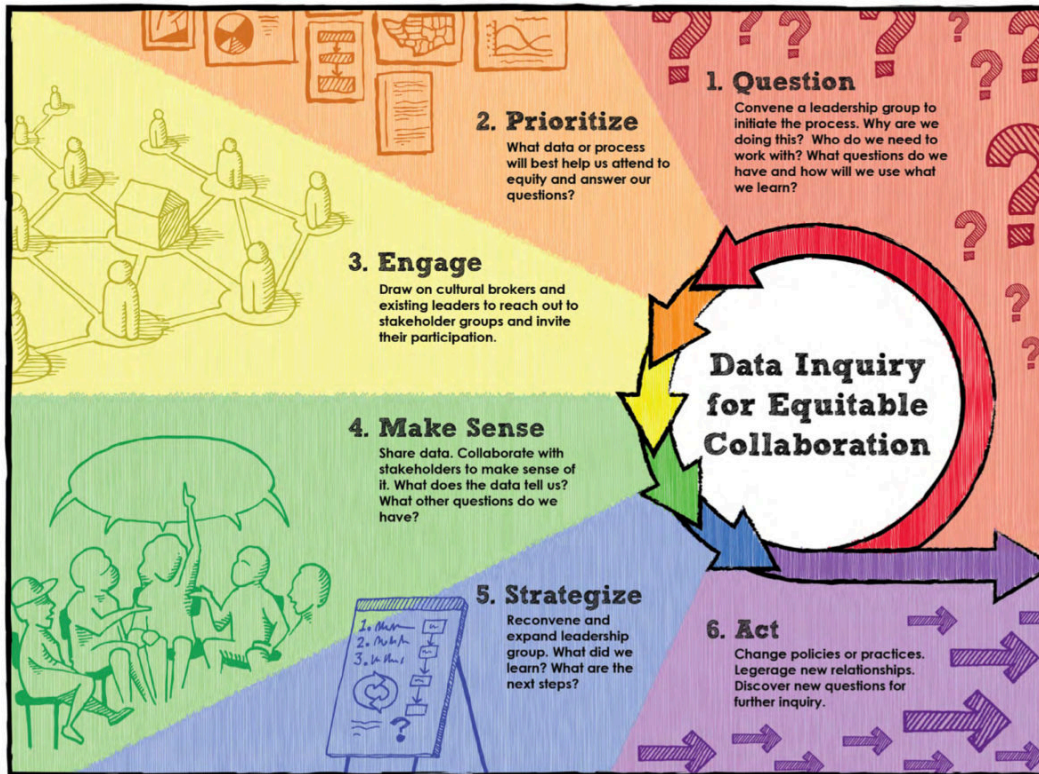 1. Question
Convene a leadership group to
initiate the process. Why are we
doing this? Who do we need to
work with? What questions do we
have and how will we use what
we learn?
2. Prioritize
What data or process
will best help us attend to
equity and answer our
questions?
3. Engage
Draw on cultural brokers and
existing leaders to reach out to
stakeholder groups and invite
their participation.
Data Inquiry
for Equitable
Collaboration
4. Make Sense
Share data. Collaborate with
stakeholders to make sense of
it. What does the data tell us?
What other questions do we
have?
5. Strategize
Reconvene and
expand leadership
group. What did we
learn? What are the
next steps?
1.
2.
3.
?
6. Act
Change policies or practices.
Legerage new relationships.
Discover new questions for
further inquiry.